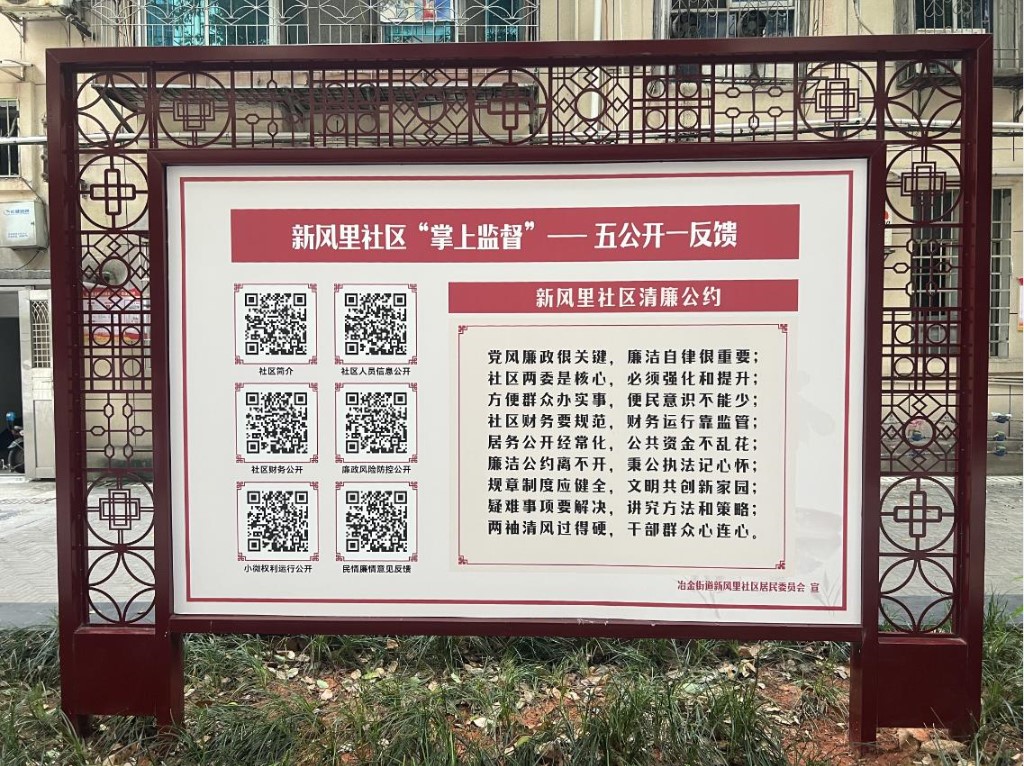 新风里社区“掌上监督”——五公开一反馈
社区简介
社区人员信息公开
社区财务公开
廉政风险防控公开
小微权利运行公开
民情廉情意见反馈
新风里社区清廉公约
党风廉政很关键，廉洁自律很重要；
社区两委是核心，必须强化和提升；
方便群众办实事，便民意识不能少；
社区财务要规范，财务运行靠监管；
居务公开经常化，公共资金不乱花；
廉洁公约离不开，秉公执法记心怀；
规章制度应健全，文明共创新家园；
疑难事项要解决，讲究方法和策略；
两袖清风过得硬，干部群众心连心。
冶金街道新风里社区居民委员会 宣